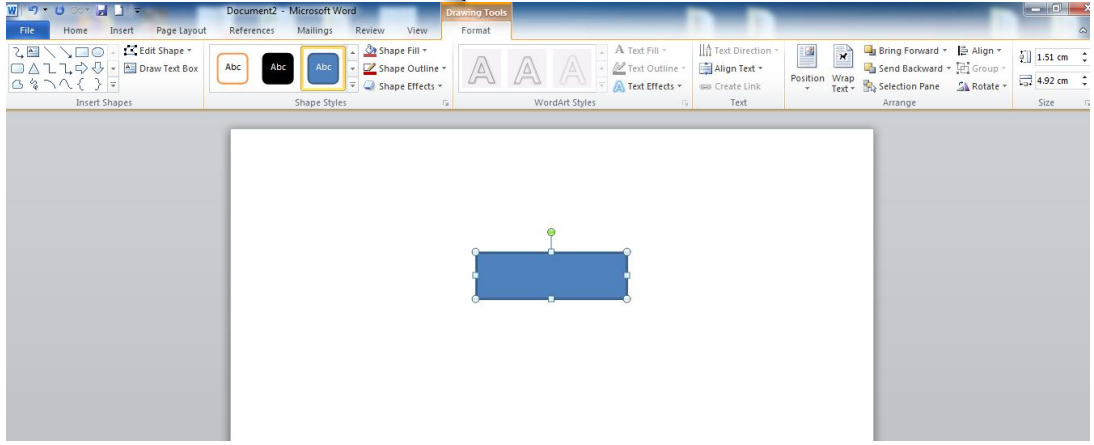 W Document2 - Microsoft Word Drawing Tools
File Home Insert Page Layout References Mailings Review View Format
Edit Shape Shape Fill A Text Fill Text Direction Bring Forward Align 1.51 cm
Draw Text Box Abc Abc Abc Shape Outline A A A Text Outline Align Text Position Wrap Text Send Backward Group 4.92 cm
Shape Effects A Text Effects Create Link Selection Pane Rotate
Insert Shapes Shape Styles WordArt Styles Text Arrange Size